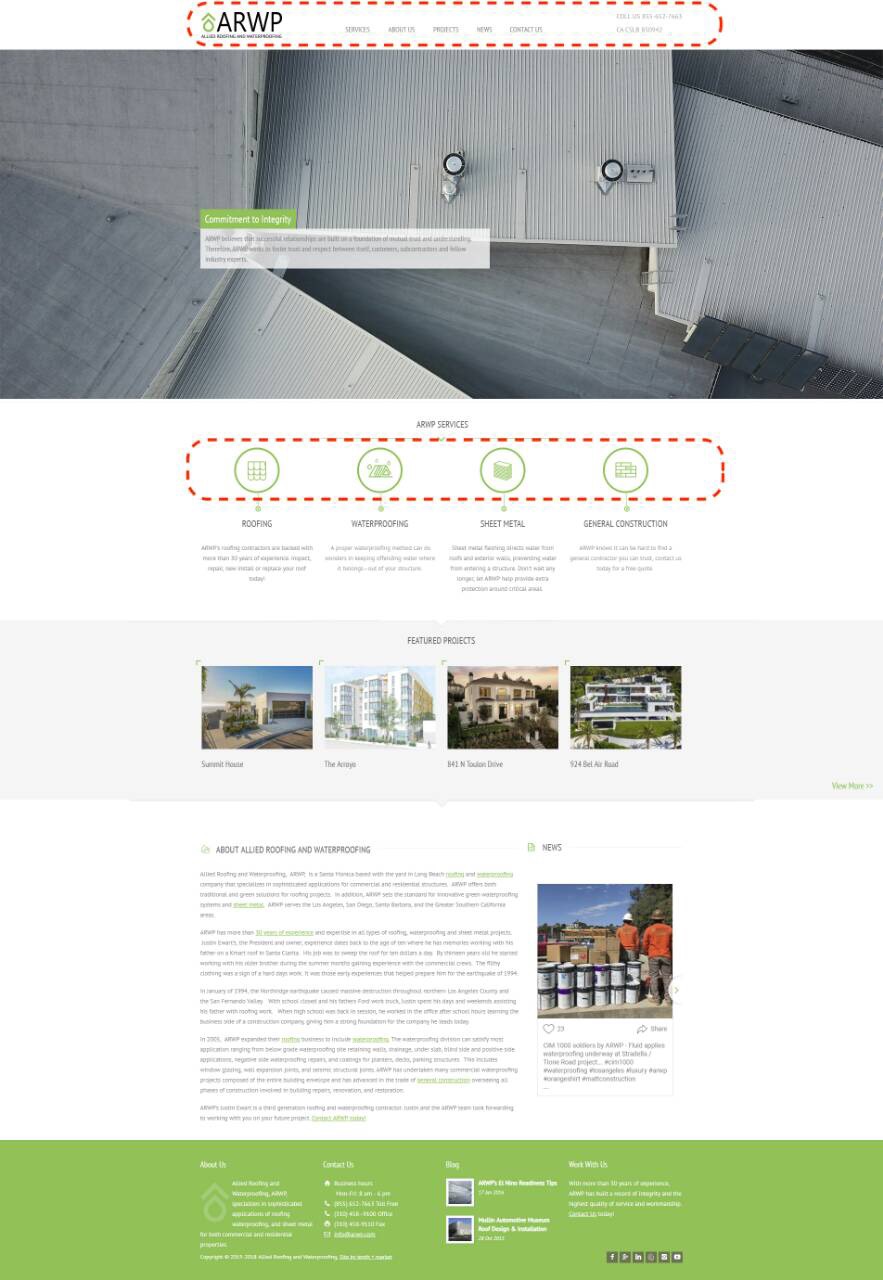 ARWP
ALLIED ROOFING AND WATERPROOFING
SERVICES
ABOUT US
PROJECTS
NEWS
CONTACT US
855-652-7663
CA CSLB 850942
Commitment to Integrity
ARWP believes that successful relationships are built on a foundation of mutual trust and understanding.
Therefore, ARWP works to foster trust and respect between itself, customers, subcontractors and fellow
industry experts.
ARWP SERVICES
ROOFING
ARWP's roofing contractors are backed with
more than 30 years of experience. Inspect,
repair, new install or replace your roof
today!
WATERPROOFING
A proper waterproofing method can do
wonders in keeping offending water where
it belongs—out of your structure.
SHEET METAL
Sheet metal flashing directs water from
roofs and exterior walls, preventing water
from entering a structure. Don't wait any
longer, let ARWP help provide extra
protection around critical areas.
GENERAL CONSTRUCTION
ARWP knows it can be hard to find a
general contractor you can trust, contact us
today for a free quote.
FEATURED PROJECTS
Summit House
The Arroyo
841 N Toulon Drive
924 Bel Air Road
View More >>
ABOUT ALLIED ROOFING AND WATERPROOFING
Allied Roofing and Waterproofing, ARWP, is a Santa Monica based with the yard in Long Beach roofing and waterproofing
company that specializes in sophisticated applications for commercial and residential structures. ARWP offers both
traditional and green solutions for roofing projects. In addition, ARWP sets the standard for innovative green waterproofing
systems and sheet metal. ARWP serves the Los Angeles, San Diego, Santa Barbara, and the Greater Southern California
areas.
ARWP has more than 30 years of experience and expertise in all types of roofing, waterproofing and sheet metal projects.
Justin Ewart's, the President and owner, experience dates back to the age of ten where he has memories working with his
father on a Kmart roof in Santa Clarita. His job was to sweep the roof for ten dollars a day. By thirteen years old he started
working with his older brother during the summer months gaining experience with the commercial crews. The filthy
clothing was a sign of a hard days work. It was those early experiences that helped prepare him for the earthquake of 1994.
In January of 1994, the Northridge earthquake caused massive destruction throughout northern Los Angeles County and
the San Fernando Valley. With school closed and his fathers Ford work truck, Justin spent his days and weekends assisting
his father with roofing work. When high school was back in session, he worked in the office after school hours learning the
business side of a construction company, giving him a strong foundation for the company he leads today.
In 2005, ARWP expanded their roofing business to include waterproofing. The waterproofing division can satisfy most
application ranging from below grade waterproofing site retaining walls, drainage, under slab, blind side and positive side
applications, negative side waterproofing repairs, and coatings for planters, decks, parking structures. This includes
window glazing, wall expansion joints, and seismic structural joints. ARWP has undertaken many commercial waterproofing
projects composed of the entire building envelope and has advanced in the trade of general construction overseeing all
phases of construction involved in building repairs, renovation, and restoration.
ARWP's Justin Ewart is a third generation roofing and waterproofing contractor. Justin and the ARWP team look forwarding
to working with you on your future project. Contact ARWP today!
NEWS
23
Share
CIM 1000 soldiers by ARWP - Fluid applies
waterproofing underway at Stradella /
Tione Road project... #cim1000
#waterproofing #losangeles #luxury #arwp
#orangeshirt #mattconstruction
...
About Us
Allied Roofing and
Waterproofing, ARWP,
specializes in sophisticated
applications of roofing
waterproofing, and sheet metal
for both commercial and residential
properties.
Contact Us
Business hours
Mon-Fri: 8 am - 6 pm
(855) 652-7663 Toll Free
(310) 458-9500 Office
(310) 458-9510 Fax
info@arwp.com
Blog
ARWP's El Nino Readiness Tips
17 Jan 2016
Mullin Automotive Museum
Roof Design & Installation
28 Oct 2015
Work With Us
With more than 30 years of experience,
ARWP has built a record of integrity and the
highest quality of service and workmanship.
Contact Us today!